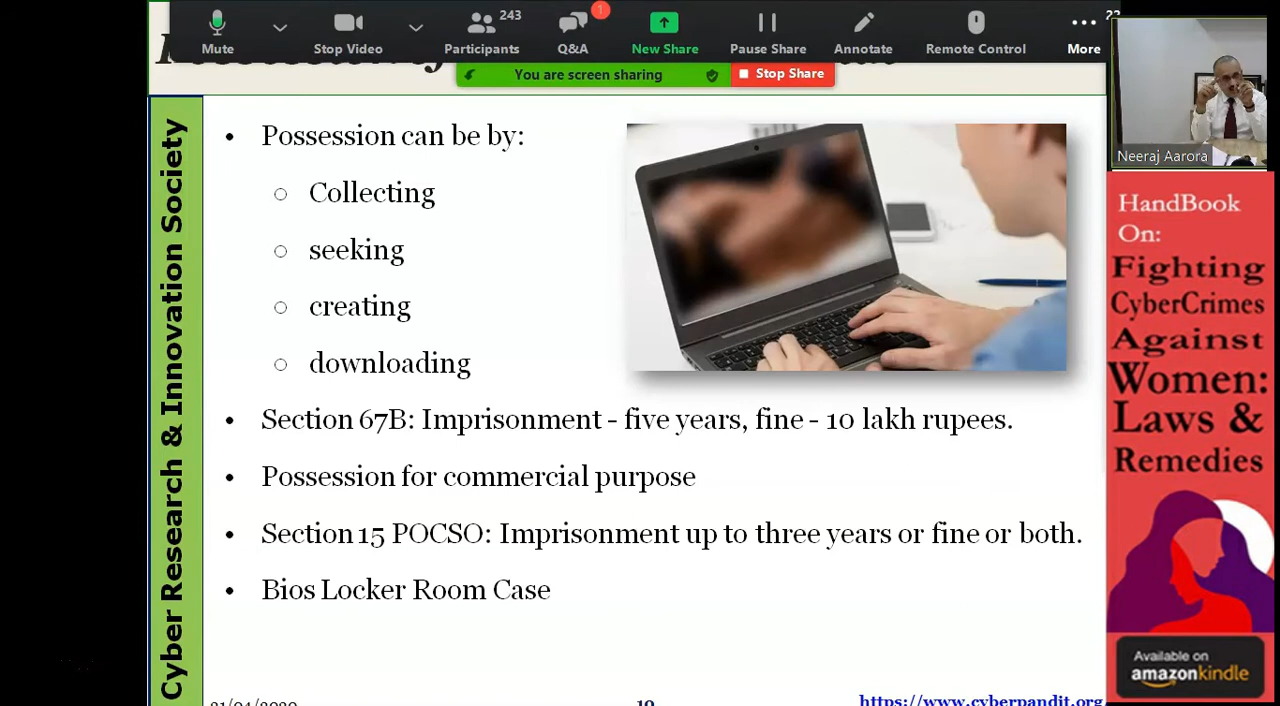 243
1
Mute
Stop Video
Participants
Q&A
New Share
Pause Share
Annotate
Remote Control
More
You are screen sharing
Stop Share
Neeraj Aarora
Cyber Research & Innovation Society
• Possession can be by:
○ Collecting
○ seeking
○ creating
○ downloading
• Section 67B: Imprisonment - five years, fine - 10 lakh rupees.
• Possession for commercial purpose
• Section 15 POCSO: Imprisonment up to three years or fine or both.
• Bios Locker Room Case
https://www.cyberpandit.org/
HandBook
On:
Fighting
CyberCrimes
Against
Women:
Laws &
Remedies
Available on
amazonkindle